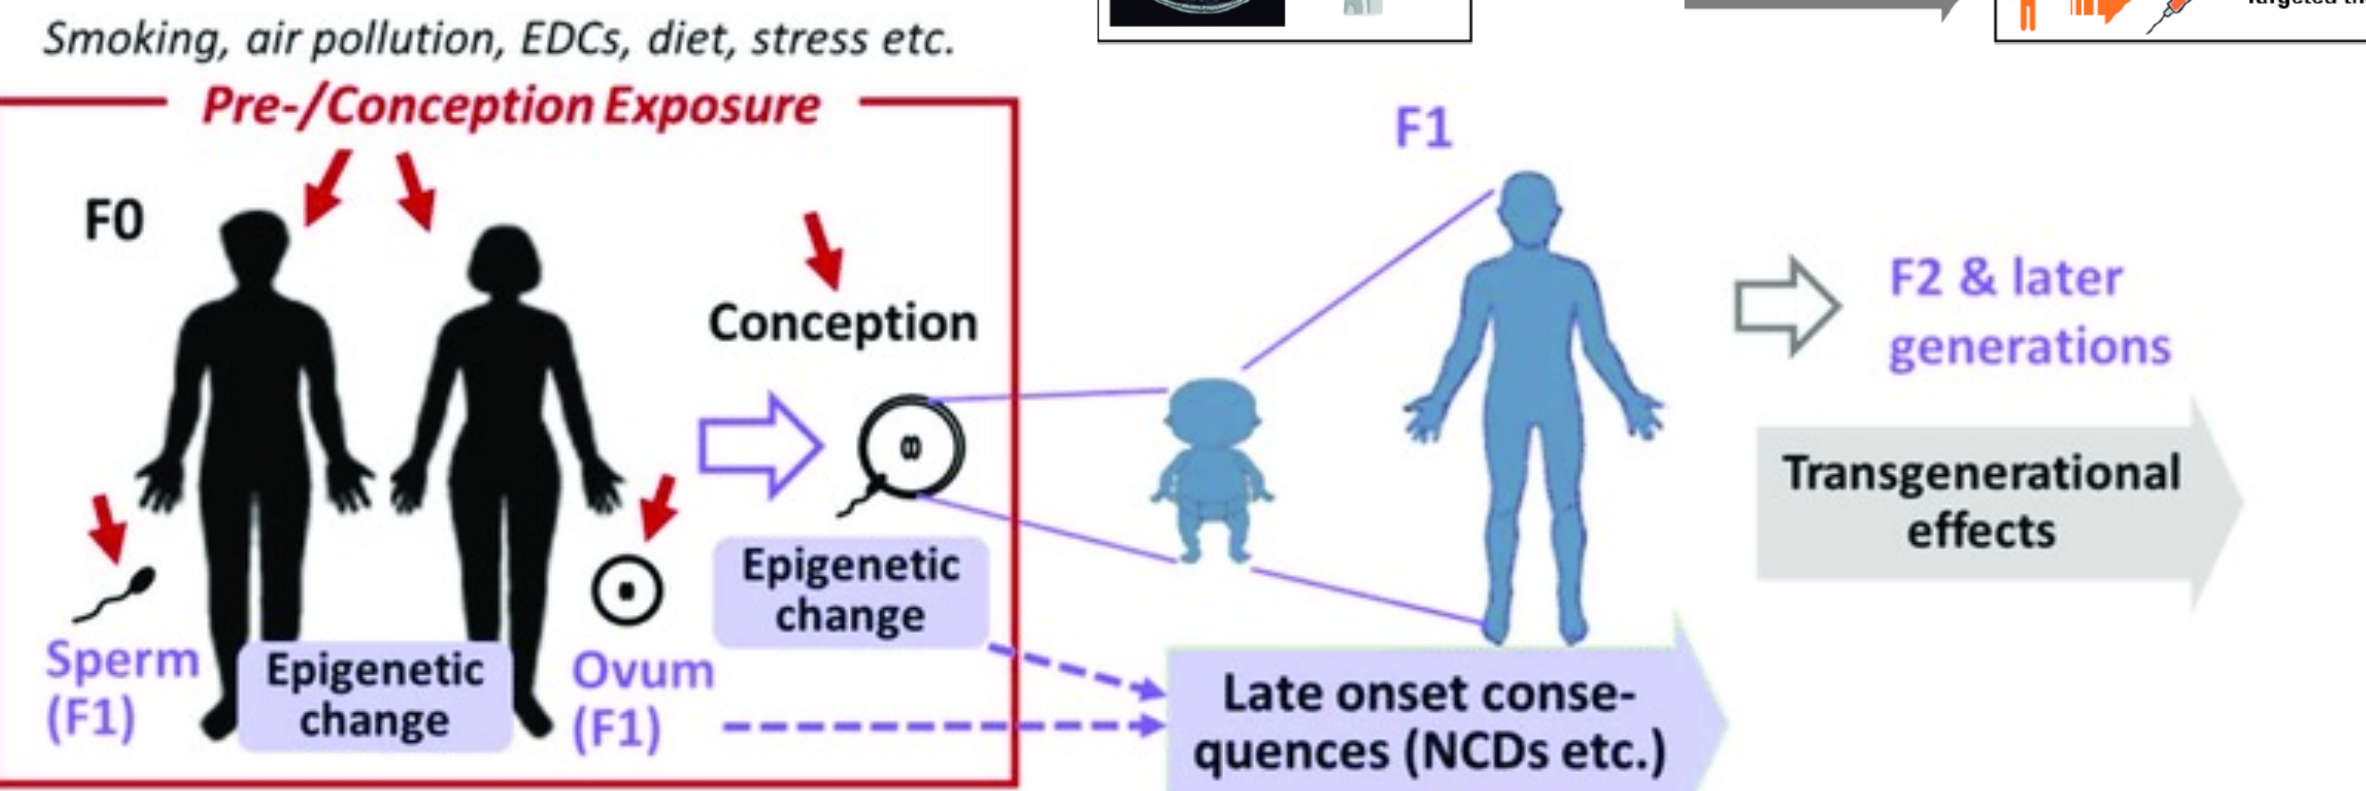 Smoking, air pollution, EDCs, diet, stress etc.
Pre-/Conception Exposure
F0
Conception
Epigenetic
change
Sperm
(F1)
Epigenetic
change
Ovum
(F1)
F1
F2 & later
generations
Transgenerational
effects
Late onset conse-
quences (NCDs etc.)